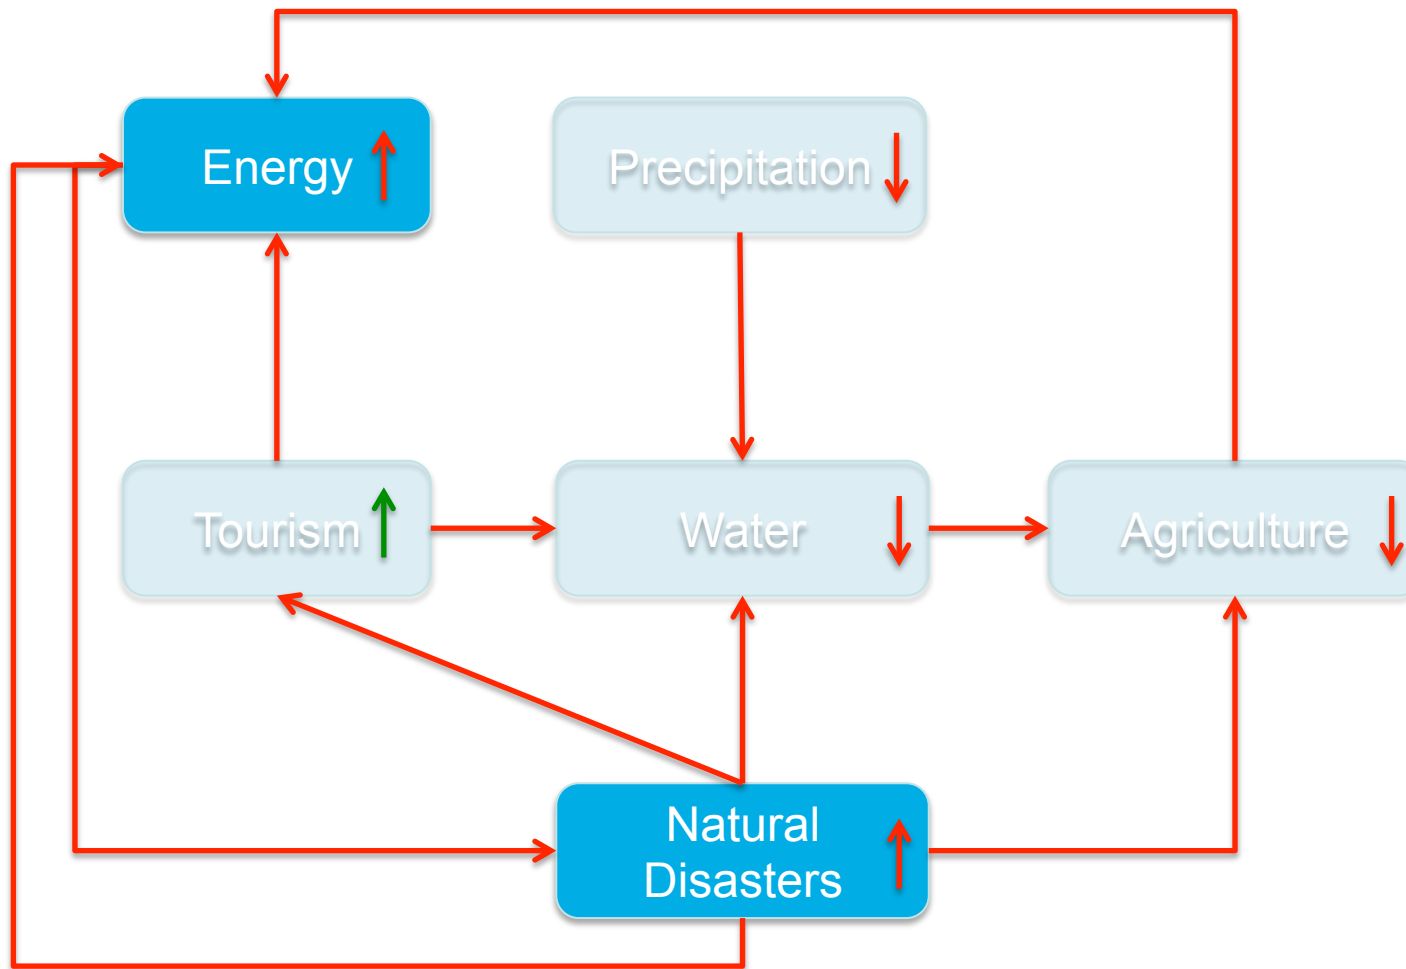 Energy
Precipitation
Tourism
Water
Agriculture
Natural
Disasters